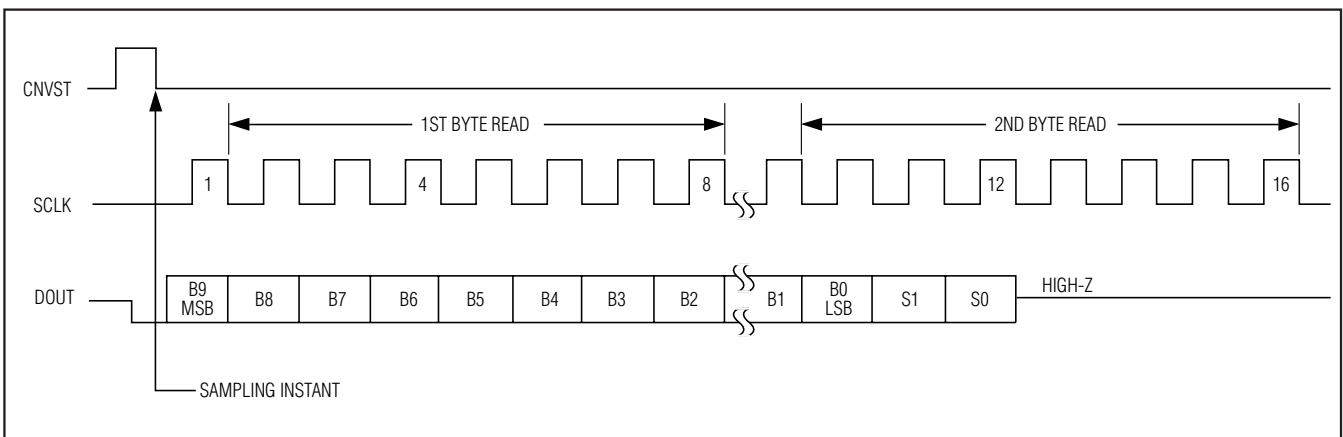 CNVST
1ST BYTE READ
2ND BYTE READ
1
4
8
12
16
SCLK
B9
MSB
B8
B7
B6
B5
B4
B3
B2
B1
B0
LSB
S1
S0
HIGH-Z
DOUT
SAMPLING INSTANT